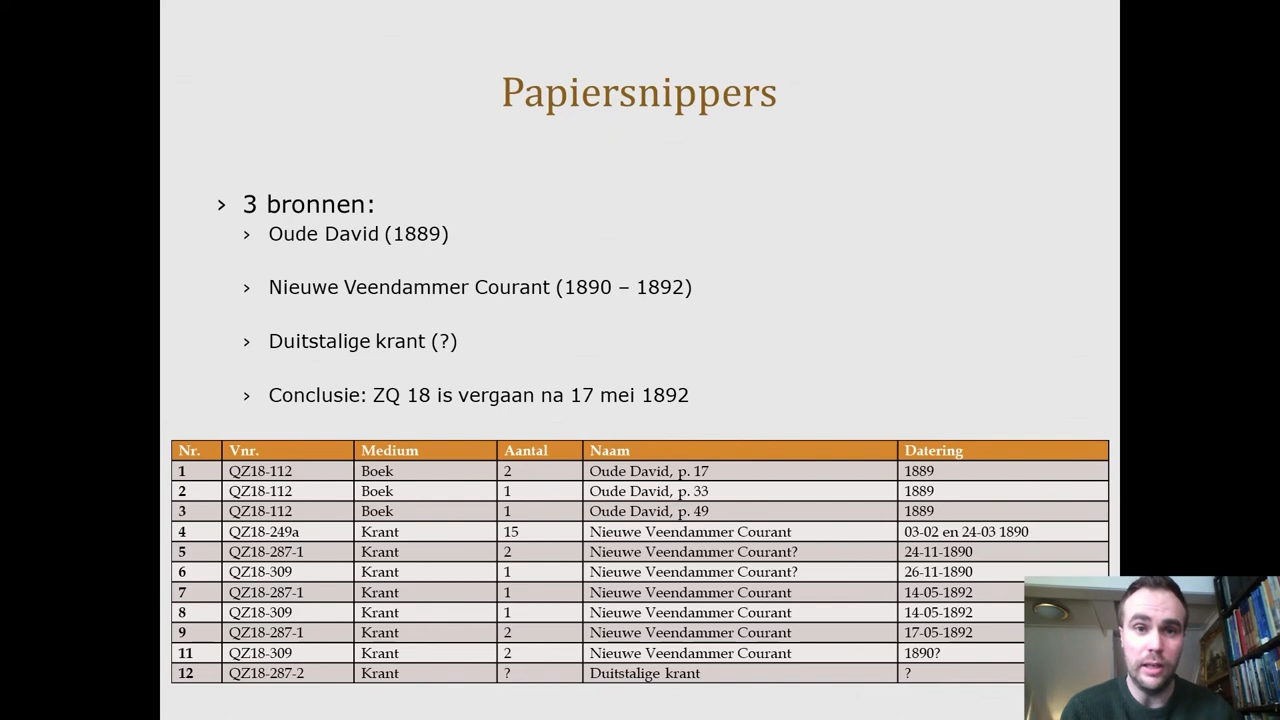 Papiersnippers
› 3 bronnen:
› Oude David (1889)
› Nieuwe Veendammer Courant (1890 – 1892)
› Duitstalige krant (?)
› Conclusie: ZQ 18 is vergaan na 17 mei 1892
Nr. Vnr. Medium Aantal Naam Datering
1 QZ18-112 Boek 2 Oude David, p. 17 1889
2 QZ18-112 Boek 1 Oude David, p. 33 1889
3 QZ18-112 Boek 1 Oude David, p. 49 1889
4 QZ18-249a Krant 15 Nieuwe Veendammer Courant 03-02 en 24-03 1890
5 QZ18-287-1 Krant 2 Nieuwe Veendammer Courant? 24-11-1890
6 QZ18-309 Krant 1 Nieuwe Veendammer Courant? 26-11-1890
7 QZ18-287-1 Krant 1 Nieuwe Veendammer Courant 14-05-1892
8 QZ18-309 Krant 1 Nieuwe Veendammer Courant 14-05-1892
9 QZ18-287-1 Krant 2 Nieuwe Veendammer Courant 17-05-1892
11 QZ18-309 Krant 2 Nieuwe Veendammer Courant 1890?
12 QZ18-287-2 Krant ? Duitstalige krant ?